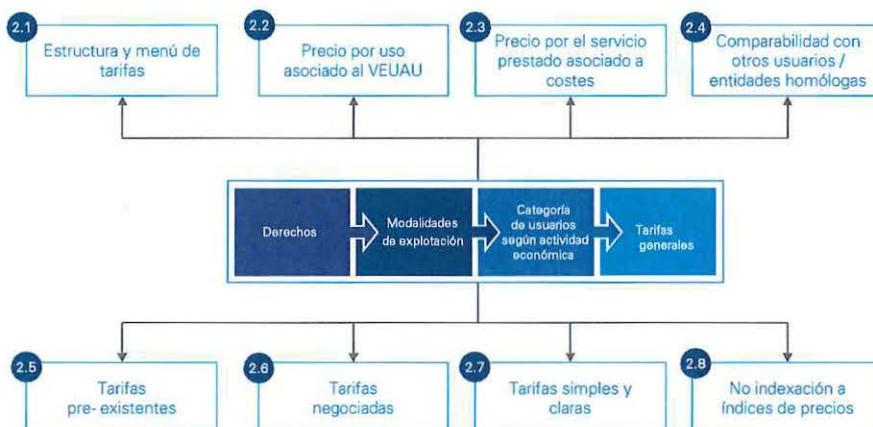 2.1
Estructura y menú de
tarifas
2.2
Precio por uso
asociado al VEUAU
2.3
Precio por el servicio
prestado asociado a
costes
2.4
Comparabilidad con
otros usuarios /
entidades homólogas
Derechos
Modalidades
de explotación
Categoría
de usuarios
según actividad
económica
Tarifas
generales
2.5
Tarifas
pre- existentes
2.6
Tarifas
negociadas
2.7
Tarifas simples y
claras
2.8
No indexación a
índices de precios